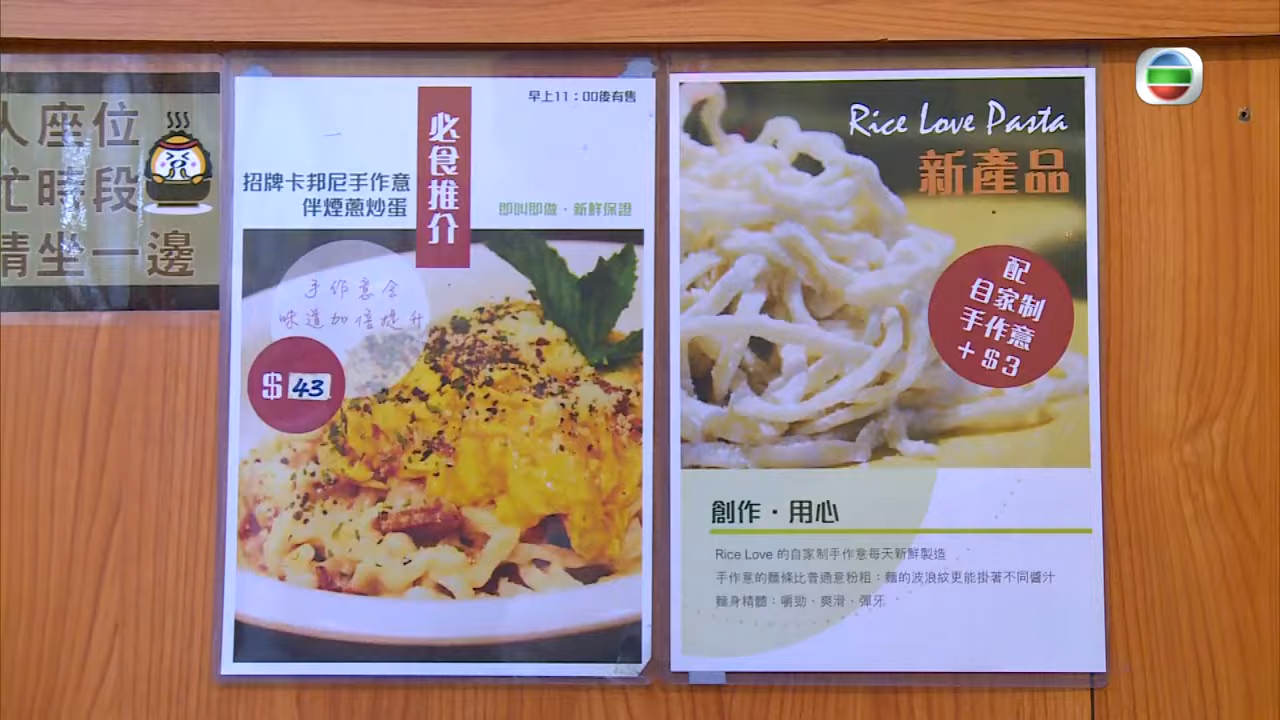 人座位
忙時段
請坐一邊
早上11：00後有售
必食推介
招牌卡邦尼手作意
伴煙蔥炒蛋
即叫即做・新鮮保證
手作意令
味道加倍提升
$ 43
Rice Love Pasta
新產品
配
自家制
手作意
+ $3
創作・用心
Rice Love 的自家制手作意每天新鮮製造
手作意的麵條比普通意粉粗：麵的波浪紋更能掛著不同醬汁
麵身精髓：嚼勁、爽滑、彈牙